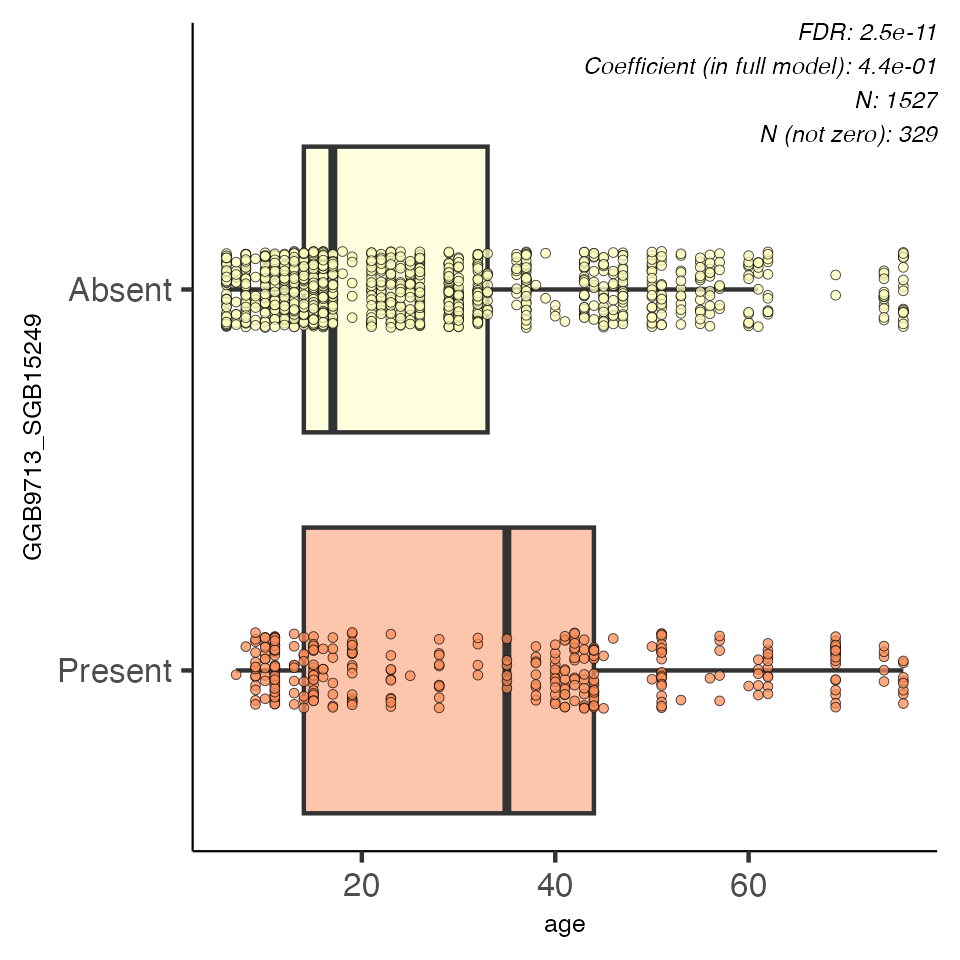 FDR: 2.5e-11
Coefficient (in full model): 4.4e-01
N: 1527
N (not zero): 329
GGB9713_SGB15249
Absent
Present
20 40 60
age